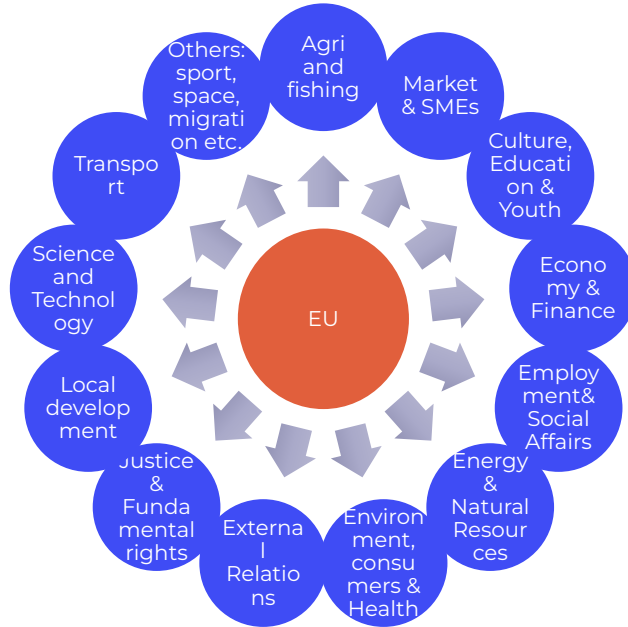 Agri
and
fishing
Market
& SMEs
Culture,
Educati
on &
Youth
Econo
my &
Finance
Employ
ment&
Social
Affairs
Energy
&
Natural
Resour
ces
Environ
ment,
consu
mers &
Health
Externa
l
Relatio
ns
Justice
&
Funda
mental
rights
Local
develop
ment
Science
and
Technol
ogy
Transpo
rt
Others:
sport,
space,
migrati
on etc.
EU